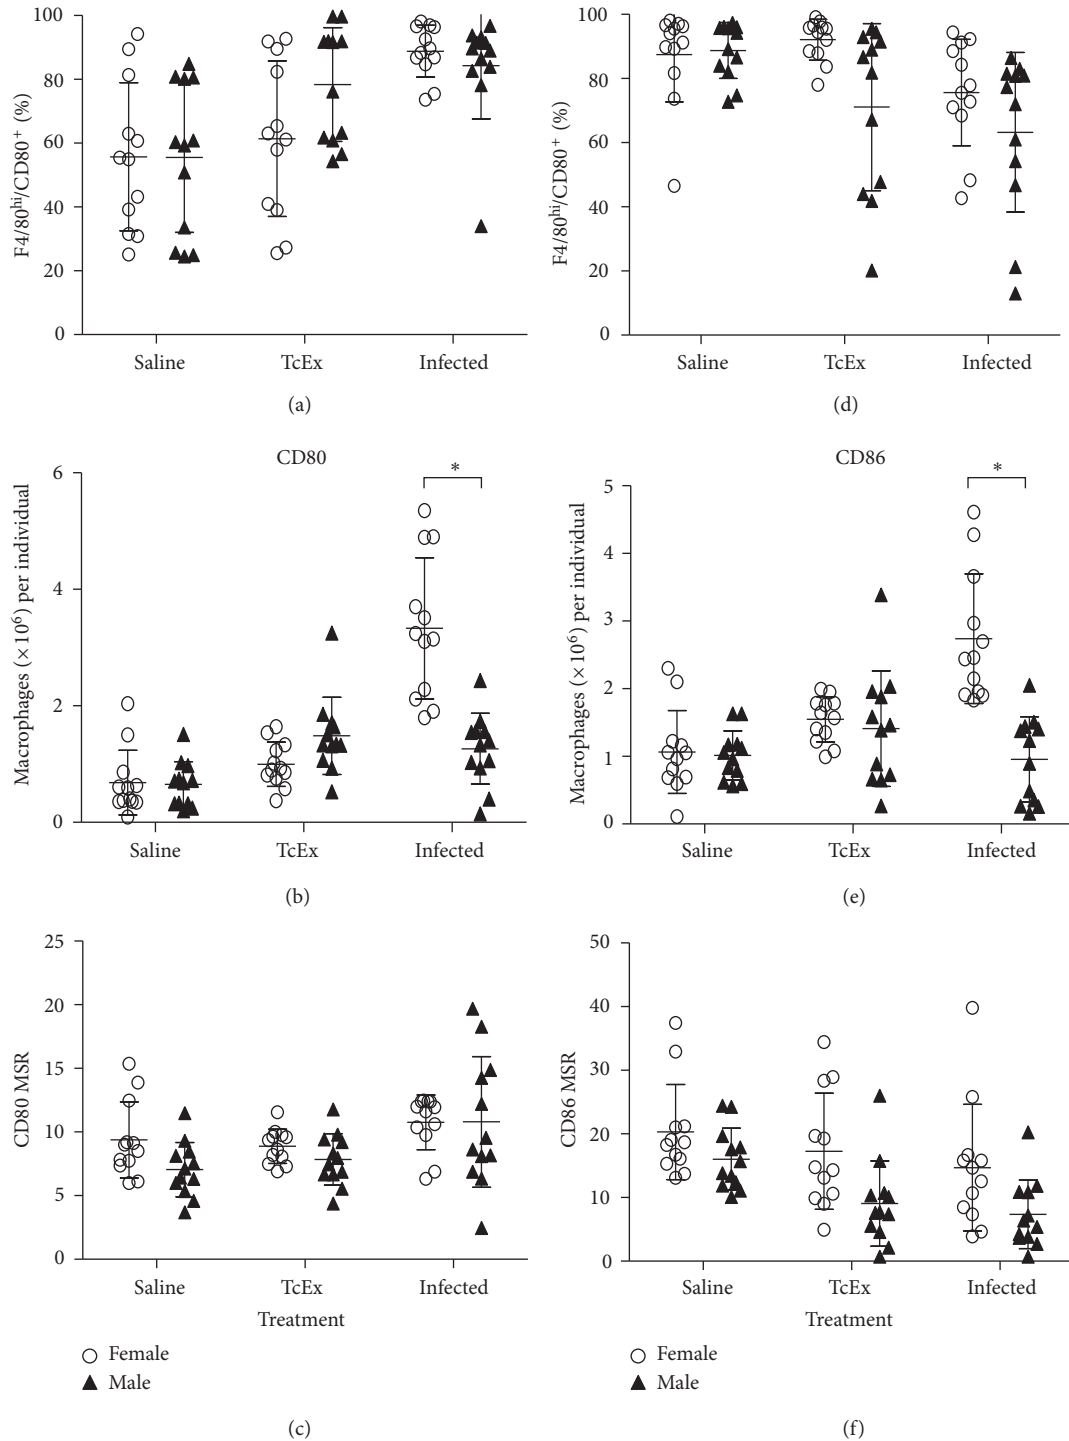 100
80
60
40
20
0
F4/80hi/CD80+ (%)
Saline TcEx Infected
(a)
100
80
60
40
20
0
F4/80hi/CD80+ (%)
Saline TcEx Infected
(d)
CD80
*
6
4
2
0
Macrophages (×10⁶) per individual
Saline TcEx Infected
(b)
CD86
*
5
4
3
2
1
0
Macrophages (×10⁶) per individual
Saline TcEx Infected
(e)
25
20
15
10
5
0
CD80 MSR
Saline TcEx Infected
Treatment
Female
Male
(c)
50
40
30
20
10
0
CD86 MSR
Saline TcEx Infected
Treatment
Female
Male
(f)